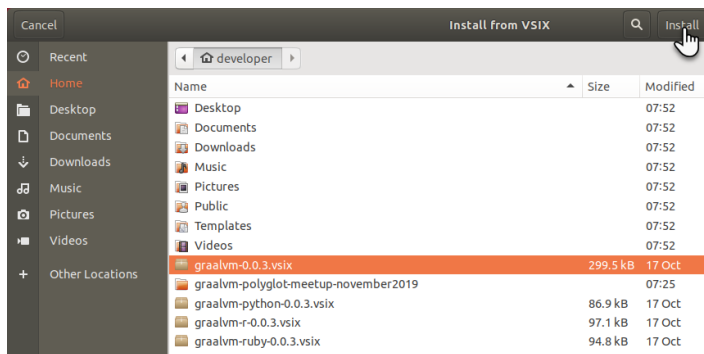 Cancel Install from VSIX Install
Recent
Home
Desktop
Documents
Downloads
Music
Pictures
Videos
Other Locations
developer
Name Size Modified
Desktop 07:52
Documents 07:52
Downloads 07:52
Music 07:52
Pictures 07:52
Public 07:52
Templates 07:52
Videos 07:52
graalvm-0.0.3.vsix 299.5 kB 17 Oct
graalvm-polyglot-meetup-november2019 07:25
graalvm-python-0.0.3.vsix 86.9 kB 17 Oct
graalvm-r-0.0.3.vsix 97.1 kB 17 Oct
graalvm-ruby-0.0.3.vsix 94.8 kB 17 Oct